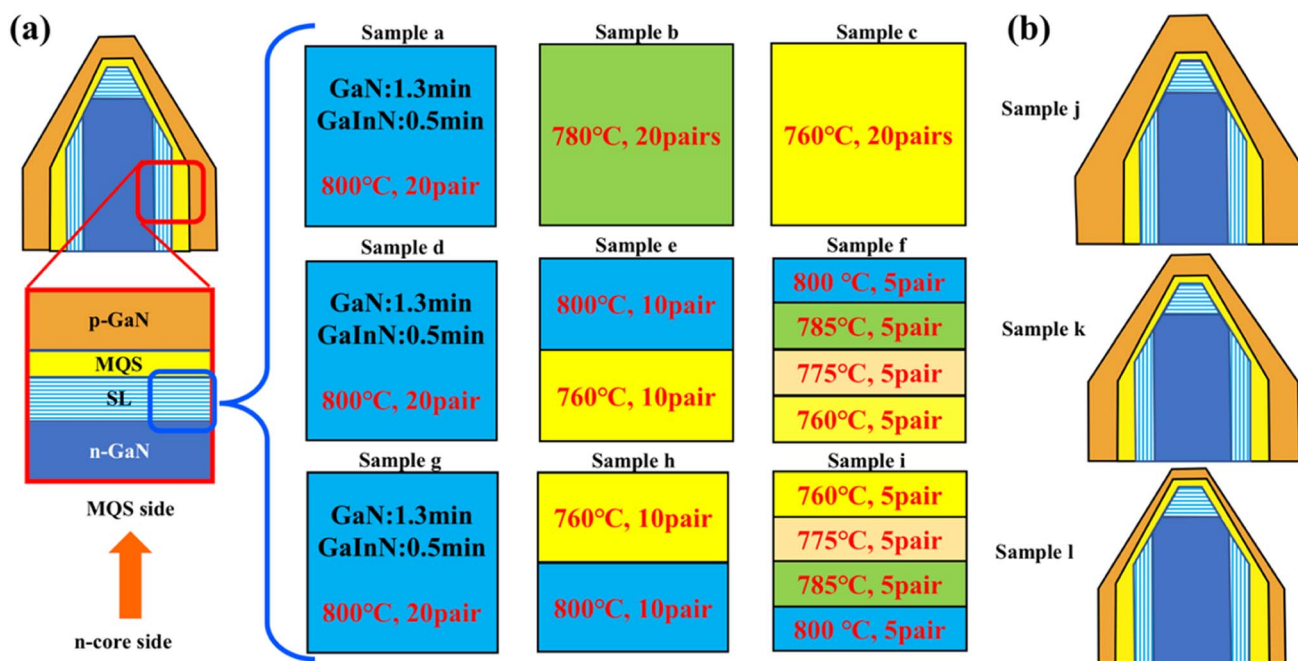 (a)
p-GaN
MQS
SL
n-GaN
MQS side
n-core side
Sample a
GaN:1.3min
GaInN:0.5min
800°C, 20pair
Sample b
780°C, 20pairs
Sample c
760°C, 20pairs
Sample d
GaN:1.3min
GaInN:0.5min
800°C, 20pair
Sample e
800°C, 10pair
760°C, 10pair
Sample f
800 °C, 5pair
785°C, 5pair
775°C, 5pair
760°C, 5pair
Sample g
GaN:1.3min
GaInN:0.5min
800°C, 20pair
Sample h
760°C, 10pair
800°C, 10pair
Sample i
760°C, 5pair
775°C, 5pair
785°C, 5pair
800 °C, 5pair
(b)
Sample j
Sample k
Sample l